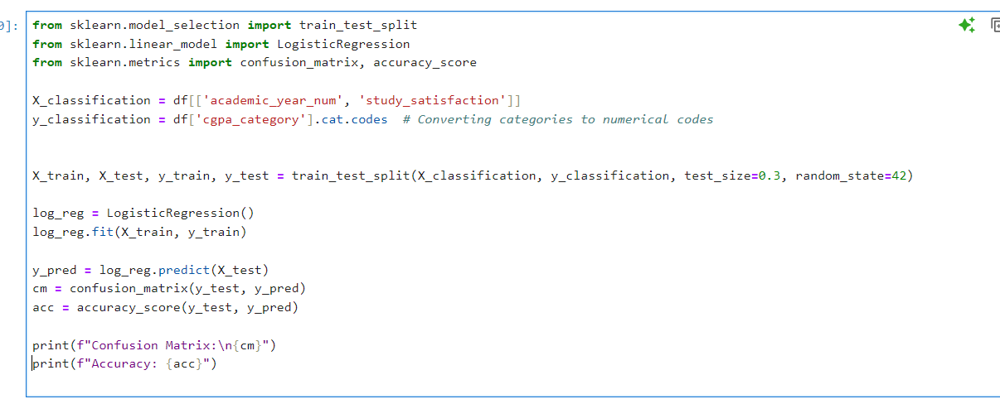 0]:
from sklearn.model_selection import train_test_split
from sklearn.linear_model import LogisticRegression
from sklearn.metrics import confusion_matrix, accuracy_score
X_classification = df[['academic_year_num', 'study_satisfaction']]
y_classification = df['cgpa_category'].cat.codes  # Converting categories to numerical codes
X_train, X_test, y_train, y_test = train_test_split(X_classification, y_classification, test_size=0.3, random_state=42)
log_reg = LogisticRegression()
log_reg.fit(X_train, y_train)
y_pred = log_reg.predict(X_test)
cm = confusion_matrix(y_test, y_pred)
acc = accuracy_score(y_test, y_pred)
print(f"Confusion Matrix:\n{cm}")
print(f"Accuracy: {acc}")